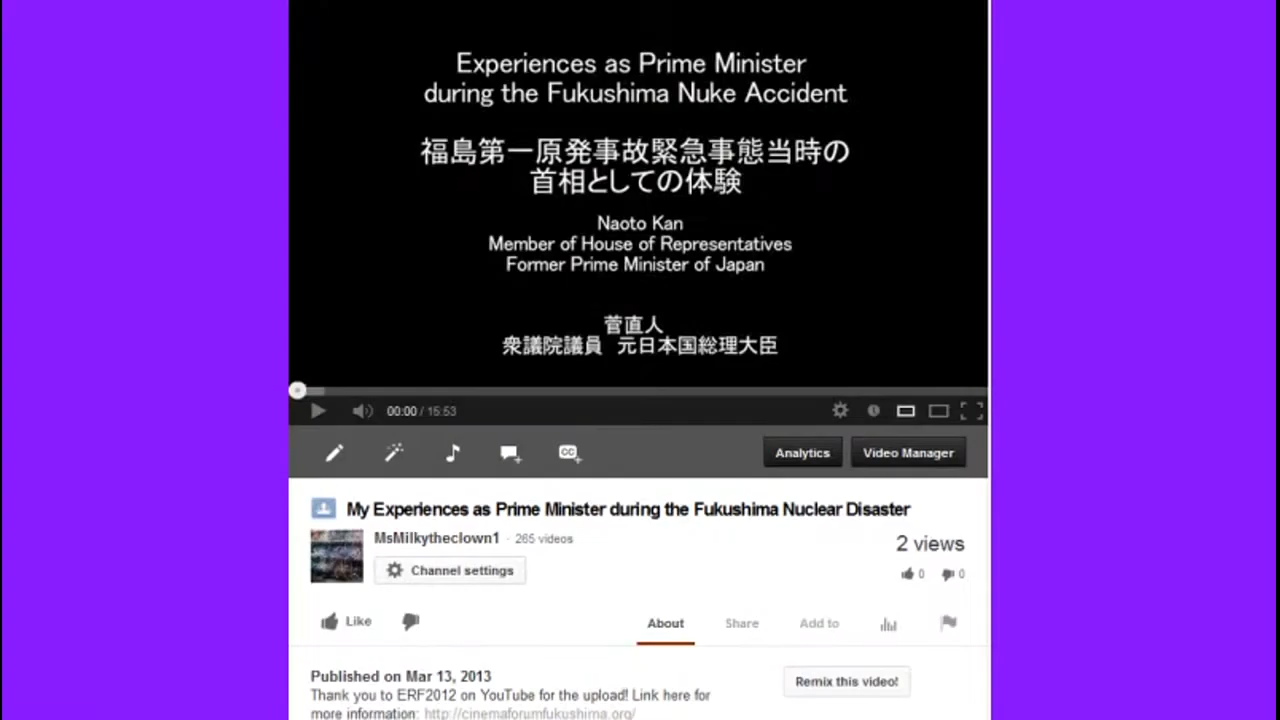 Experiences as Prime Minister
during the Fukushima Nuke Accident
福島第一原発事故緊急事態当時の
首相としての体験
Naoto Kan
Member of House of Representatives
Former Prime Minister of Japan
菅直人
衆議院議員 元日本国総理大臣
00:00 / 15:53
CC
Analytics
Video Manager
My Experiences as Prime Minister during the Fukushima Nuclear Disaster
MsMilkytheclown1 · 265 videos
2 views
Channel settings
0 0
Like
About Share Add to
Published on Mar 13, 2013
Remix this video!
Thank you to ERF2012 on YouTube for the upload! Link here for
more information: http://cinemaforumfukushima.org/